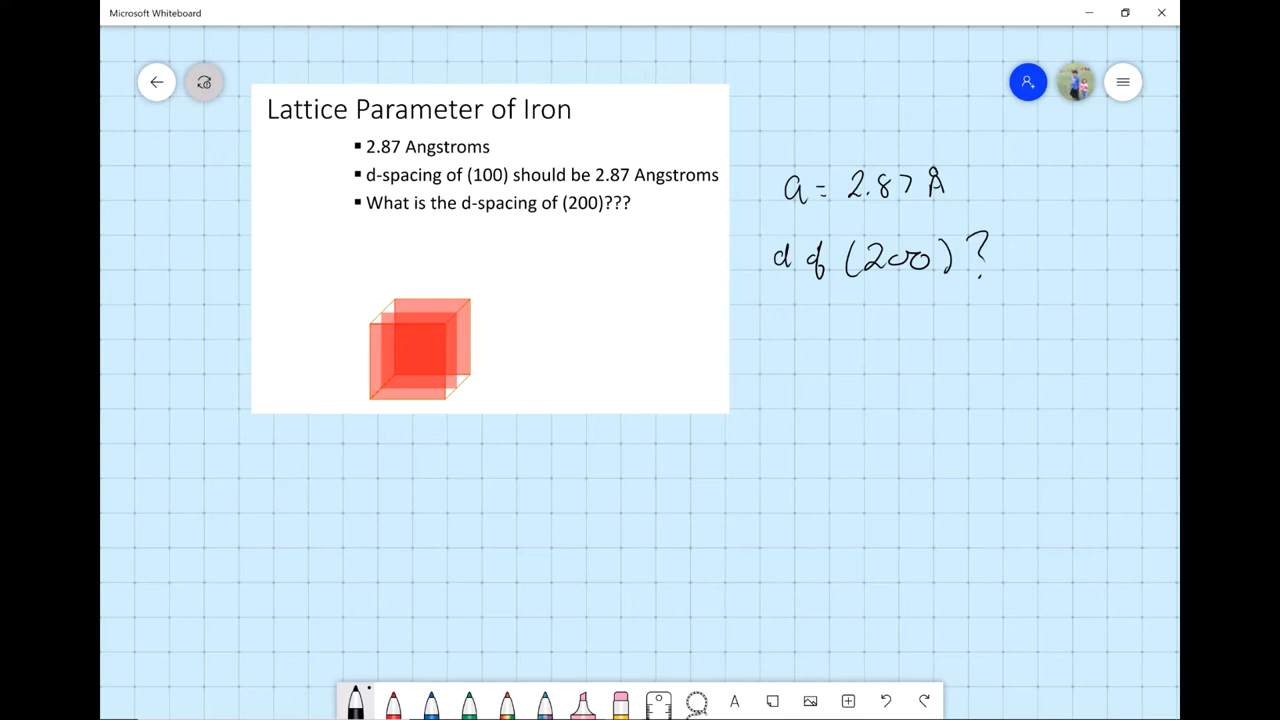 Microsoft Whiteboard
Lattice Parameter of Iron
▪ 2.87 Angstroms
▪ d-spacing of (100) should be 2.87 Angstroms
▪ What is the d-spacing of (200)???
a = 2.87 Å
d of (200) ?
A